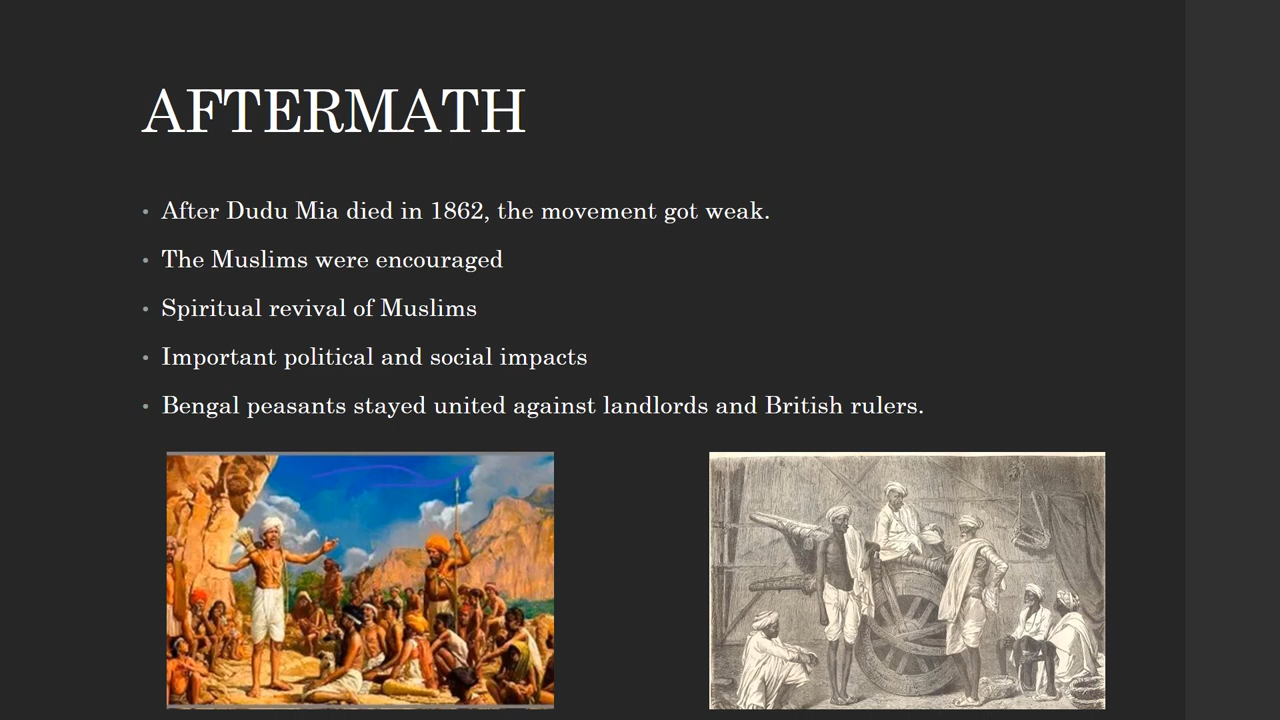 AFTERMATH
• After Dudu Mia died in 1862, the movement got weak.
• The Muslims were encouraged
• Spiritual revival of Muslims
• Important political and social impacts
• Bengal peasants stayed united against landlords and British rulers.